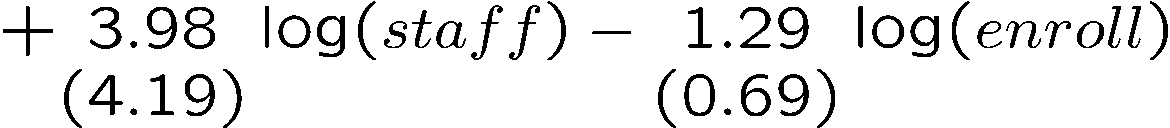 + 3.98 log(staff) − 1.29 log(enroll)
(4.19) (0.69)